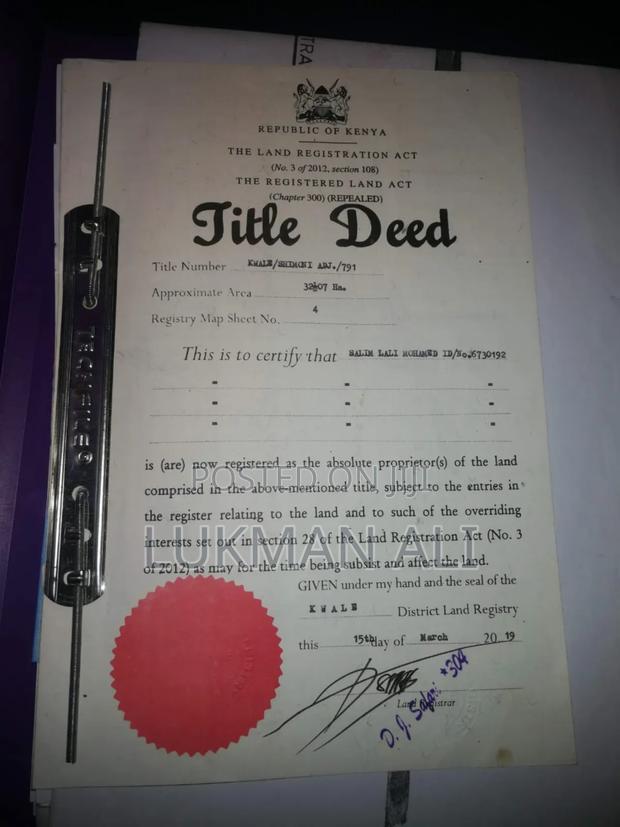 TRA
REPUBLIC OF KENYA
THE LAND REGISTRATION ACT
(No. 3 of 2012, section 108)
THE REGISTERED LAND ACT
(Chapter 300) (REPEALED)
Title Deed
Title Number KWALE/SHIMONI ADJ./791
Approximate Area Ha.
Registry Map Sheet No. 4
This is to certify that SALIM LALI MOHAMED ID/No.6730192
is (are) now registered as the absolute proprietor(s) of the land
POSTED ON JIJI
comprised in the above-mentioned title, subject to the entries in
the register relating to the land and to such of the overriding
LUKMAN ALI
interests set out in section 28 of the Land Registration Act (No. 3
of 2012) as may for the time being subsist and affect the land.
GIVEN under my hand and the seal of the
KWALE District Land Registry
this 15th day of March 20 19
Land Registrar
D. J. Safari *304